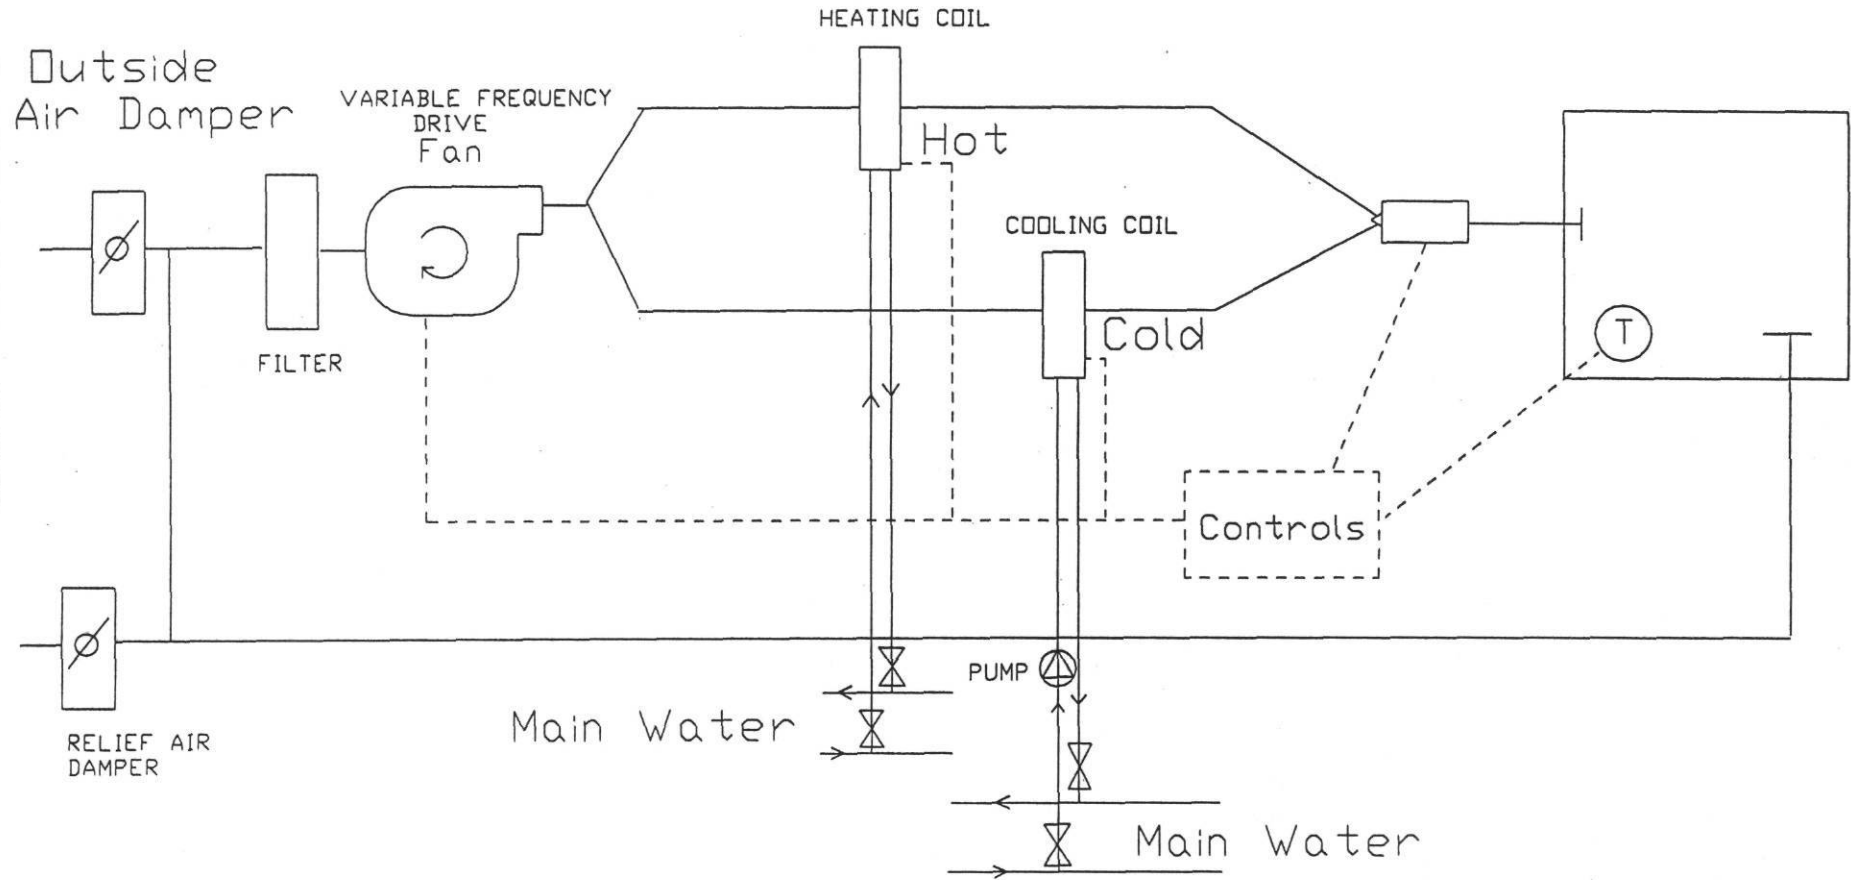 HEATING COIL
Outside
Air Damper
VARIABLE FREQUENCY
DRIVE
Fan
Hot
COOLING COIL
Cold
FILTER
T
Controls
PUMP
Main Water
RELIEF AIR
DAMPER
Main Water